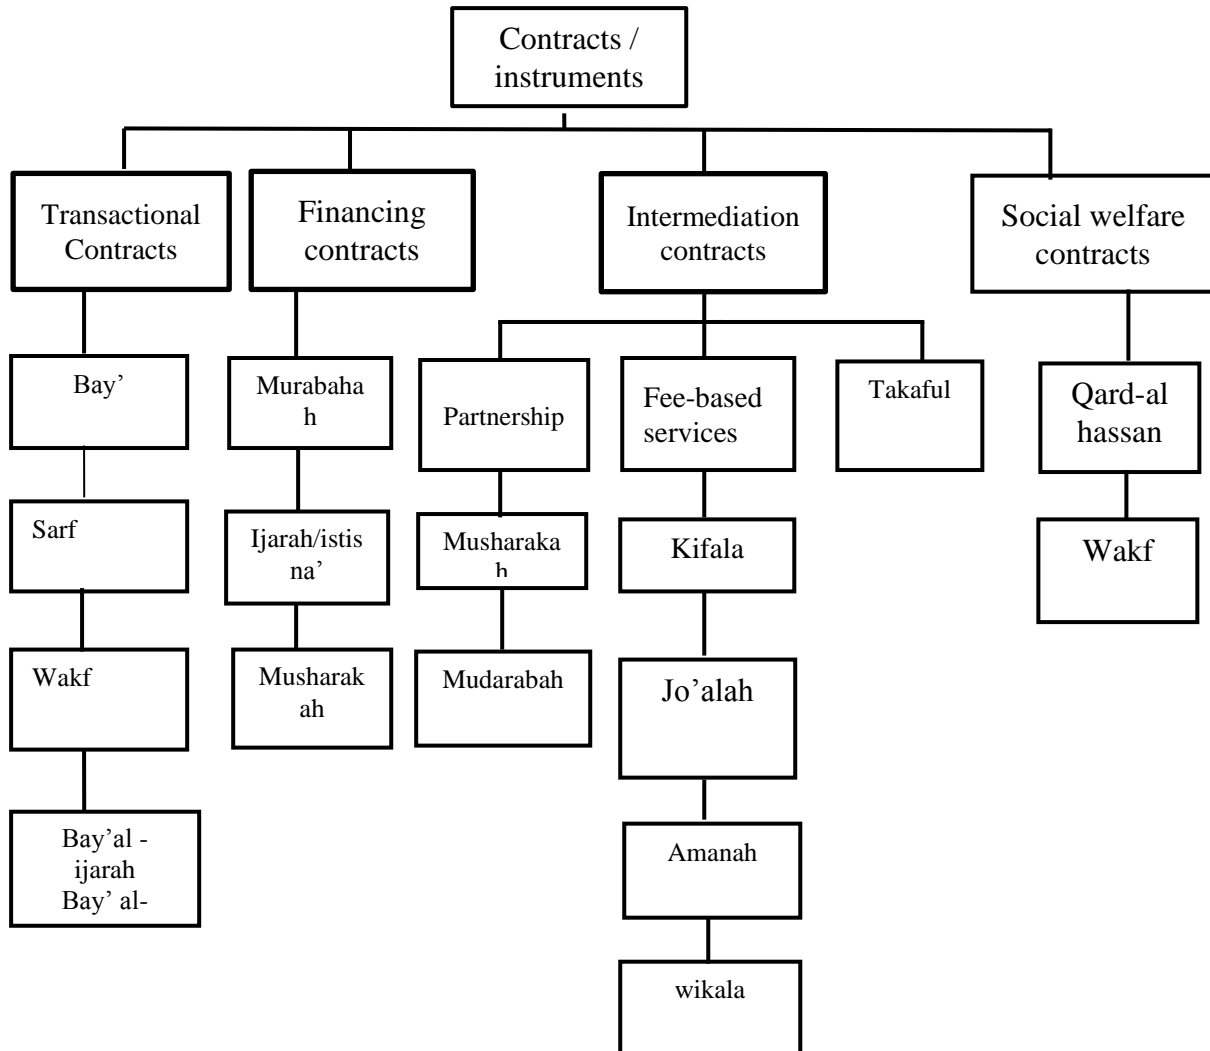 Contracts /
instruments
Transactional
Contracts
Financing
contracts
Intermediation
contracts
Social welfare
contracts
Bay’
Murabaha
h
Partnership
Fee-based
services
Takaful
Qard-al
hassan
Sarf
Ijarah/istis
na’
Musharaka
h
Kifala
Wakf
Wakf
Musharak
ah
Mudarabah
Jo’alah
Bay’al -
ijarah
Bay’ al-
Amanah
wikala